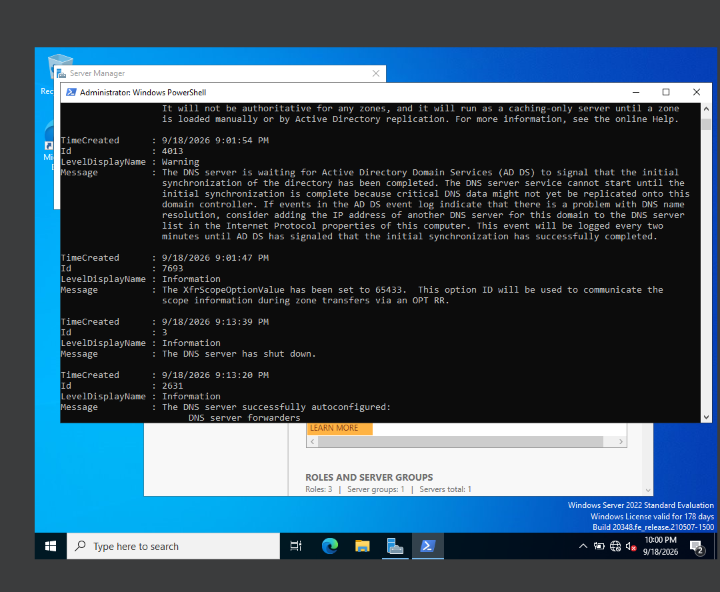 Rec
Mi
Server Manager
Administrator: Windows PowerShell
It will not be authoritative for any zones, and it will run as a caching-only server until a zone
is loaded manually or by Active Directory replication. For more information, see the online Help.
TimeCreated : 9/18/2026 9:01:54 PM
Id : 4013
LevelDisplayName : Warning
Message : The DNS server is waiting for Active Directory Domain Services (AD DS) to signal that the initial
synchronization of the directory has been completed. The DNS server service cannot start until the
initial synchronization is complete because critical DNS data might not yet be replicated onto this
domain controller. If events in the AD DS event log indicate that there is a problem with DNS name
resolution, consider adding the IP address of another DNS server for this domain to the DNS server
list in the Internet Protocol properties of this computer. This event will be logged every two
minutes until AD DS has signaled that the initial synchronization has successfully completed.
TimeCreated : 9/18/2026 9:01:47 PM
Id : 7693
LevelDisplayName : Information
Message : The XfrScopeOptionValue has been set to 65433.  This option ID will be used to communicate the
scope information during zone transfers via an OPT RR.
TimeCreated : 9/18/2026 9:13:39 PM
Id : 3
LevelDisplayName : Information
Message : The DNS server has shut down.
TimeCreated : 9/18/2026 9:13:20 PM
Id : 2631
LevelDisplayName : Information
Message : The DNS server successfully autoconfigured:
DNS server forwarders
LEARN MORE
ROLES AND SERVER GROUPS
Roles: 3 | Server groups: 1 | Servers total: 1
Windows Server 2022 Standard Evaluation
Windows License valid for 178 days
Build 20348.fe_release.210507-1500
Type here to search
10:00 PM
9/18/2026
2